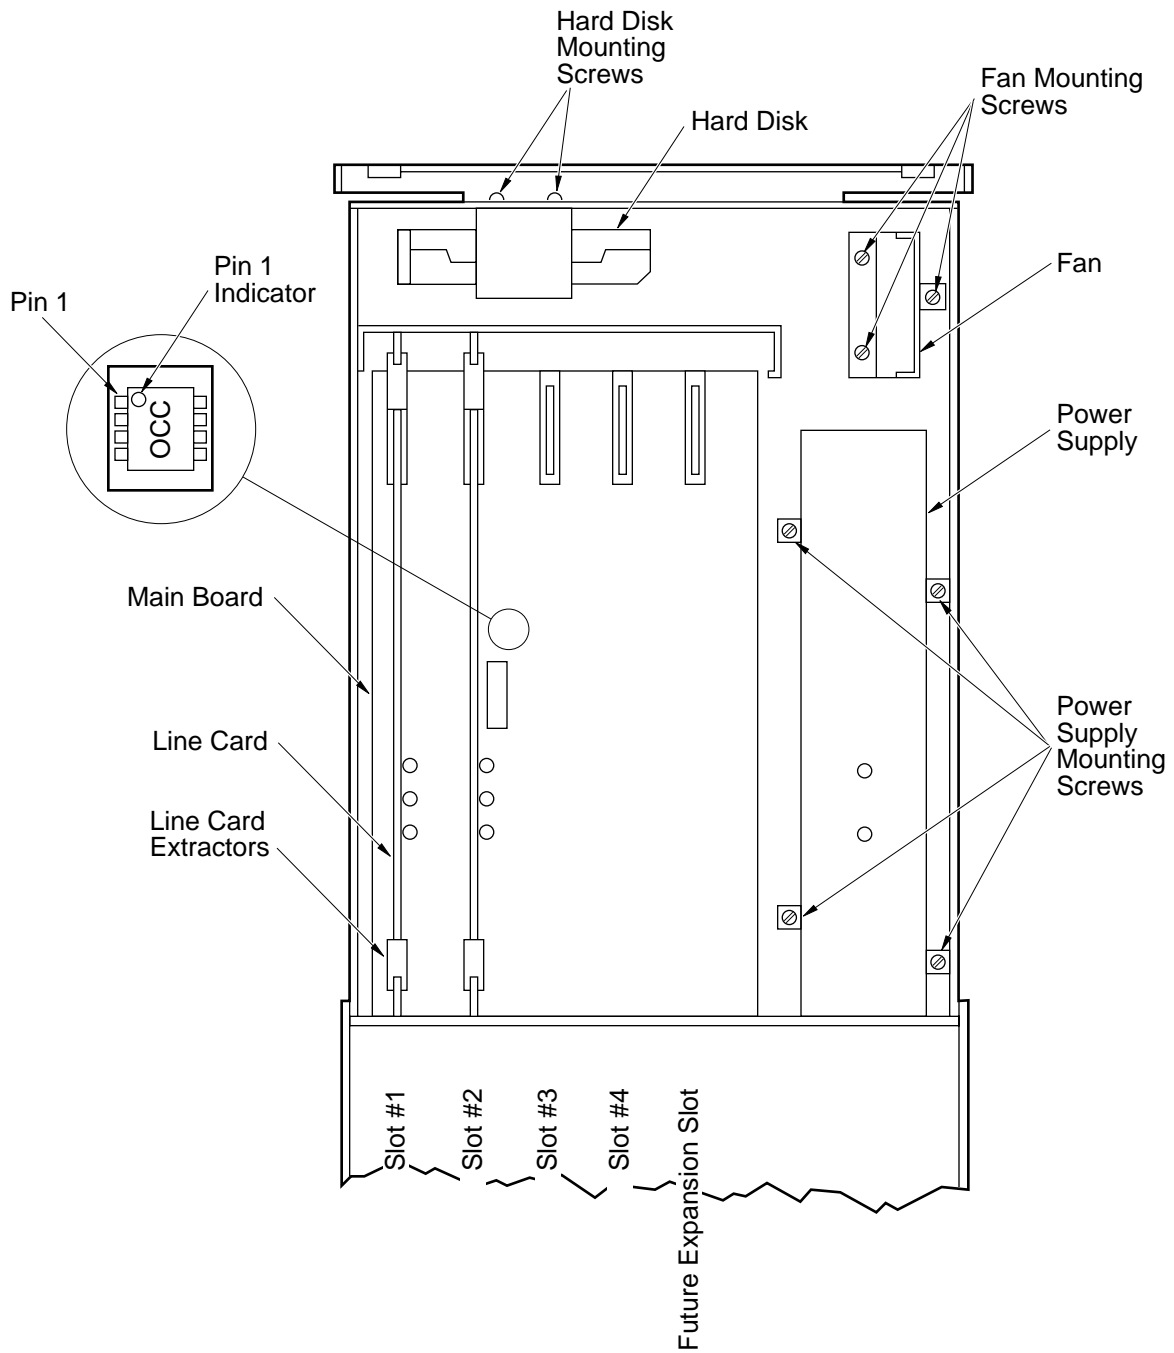 Hard Disk
Mounting
Screws
Fan Mounting
Screws
Hard Disk
Pin 1
Indicator
Fan
Pin 1
OCC
Power
Supply
Main Board
Power
Supply
Mounting
Screws
Line Card
Line Card
Extractors
Slot #1
Slot #2
Slot #3
Slot #4
Future Expansion Slot